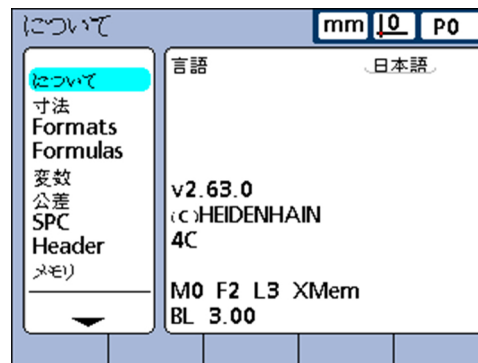 について mm 0 P0
について
寸法
Formats
Formulas
変数
公差
SPC
Header
メモリ
言語 日本語
v2.63.0
(C)HEIDENHAIN
4C
M0 F2 L3 XMem
BL 3.00